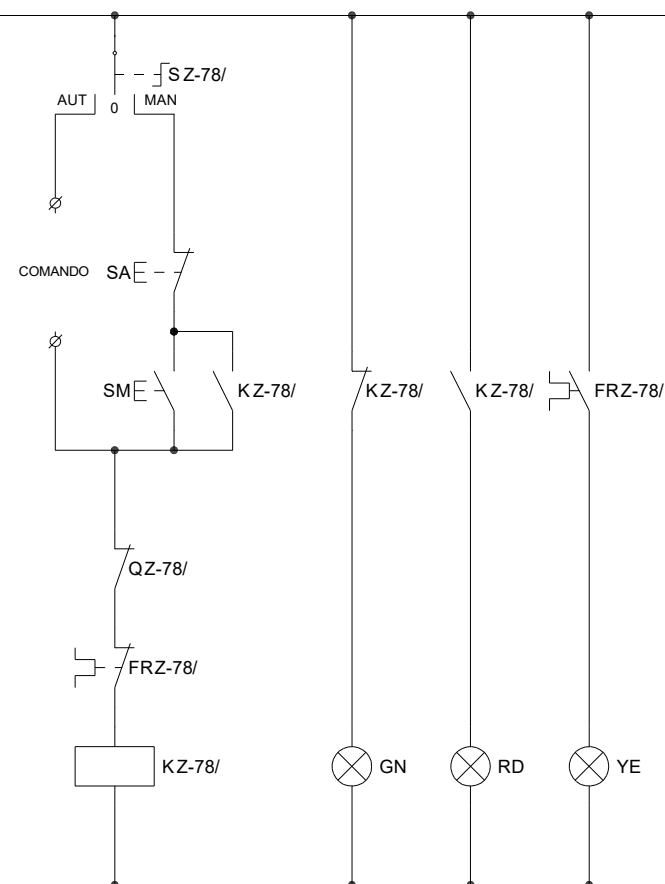 SZ-78/
AUT 0 MAN
COMANDO SA
SM KZ-78/ KZ-78/ KZ-78/ FRZ-78/
QZ-78/
FRZ-78/
KZ-78/ GN RD YE